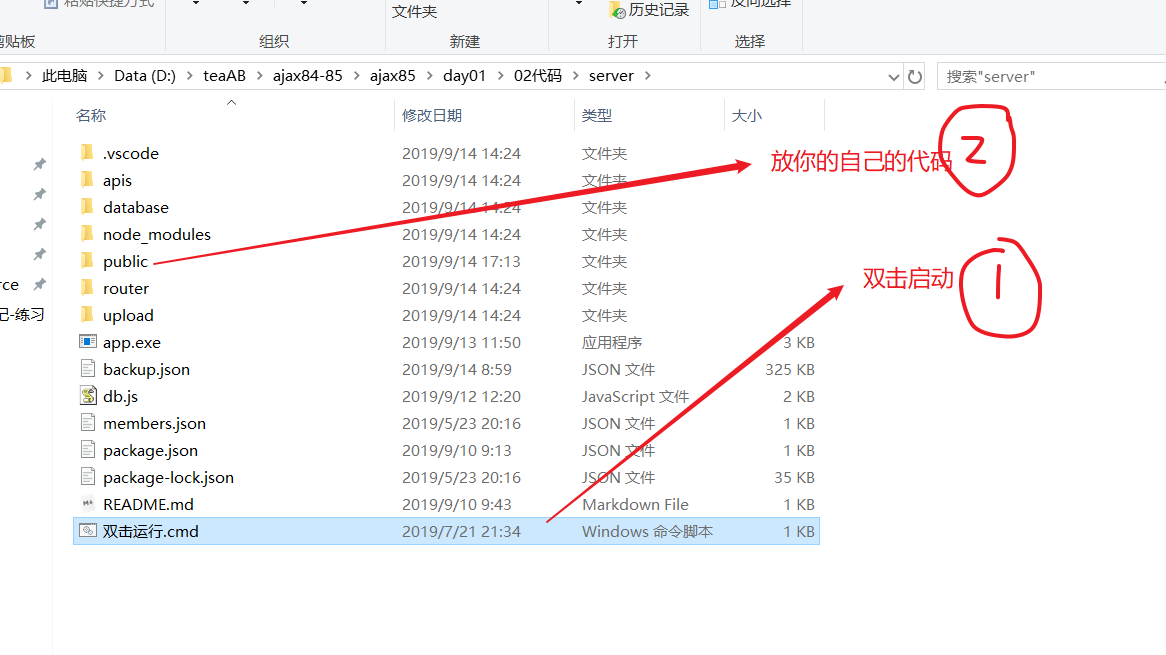 粘贴快捷方式
文件夹
历史记录
反向选择
剪贴板
组织
新建
打开
选择
此电脑 > Data (D:) > teaAB > ajax84-85 > ajax85 > day01 > 02代码 > server >
搜索"server"
名称 修改日期 类型 大小
.vscode 2019/9/14 14:24 文件夹
放你的自己的代码 2
apis 2019/9/14 14:24 文件夹
database 2019/9/14 14:24 文件夹
node_modules 2019/9/14 14:24 文件夹
public 2019/9/14 17:13 文件夹
双击启动 1
rce
router 2019/9/14 14:24 文件夹
记-练习
upload 2019/9/14 14:24 文件夹
app.exe 2019/9/13 11:50 应用程序 3 KB
backup.json 2019/9/14 8:59 JSON 文件 325 KB
db.js 2019/9/12 12:20 JavaScript 文件 2 KB
members.json 2019/5/23 20:16 JSON 文件 1 KB
package.json 2019/9/10 9:13 JSON 文件 1 KB
package-lock.json 2019/5/23 20:16 JSON 文件 35 KB
README.md 2019/9/10 9:43 Markdown File 1 KB
双击运行.cmd 2019/7/21 21:34 Windows 命令脚本 1 KB